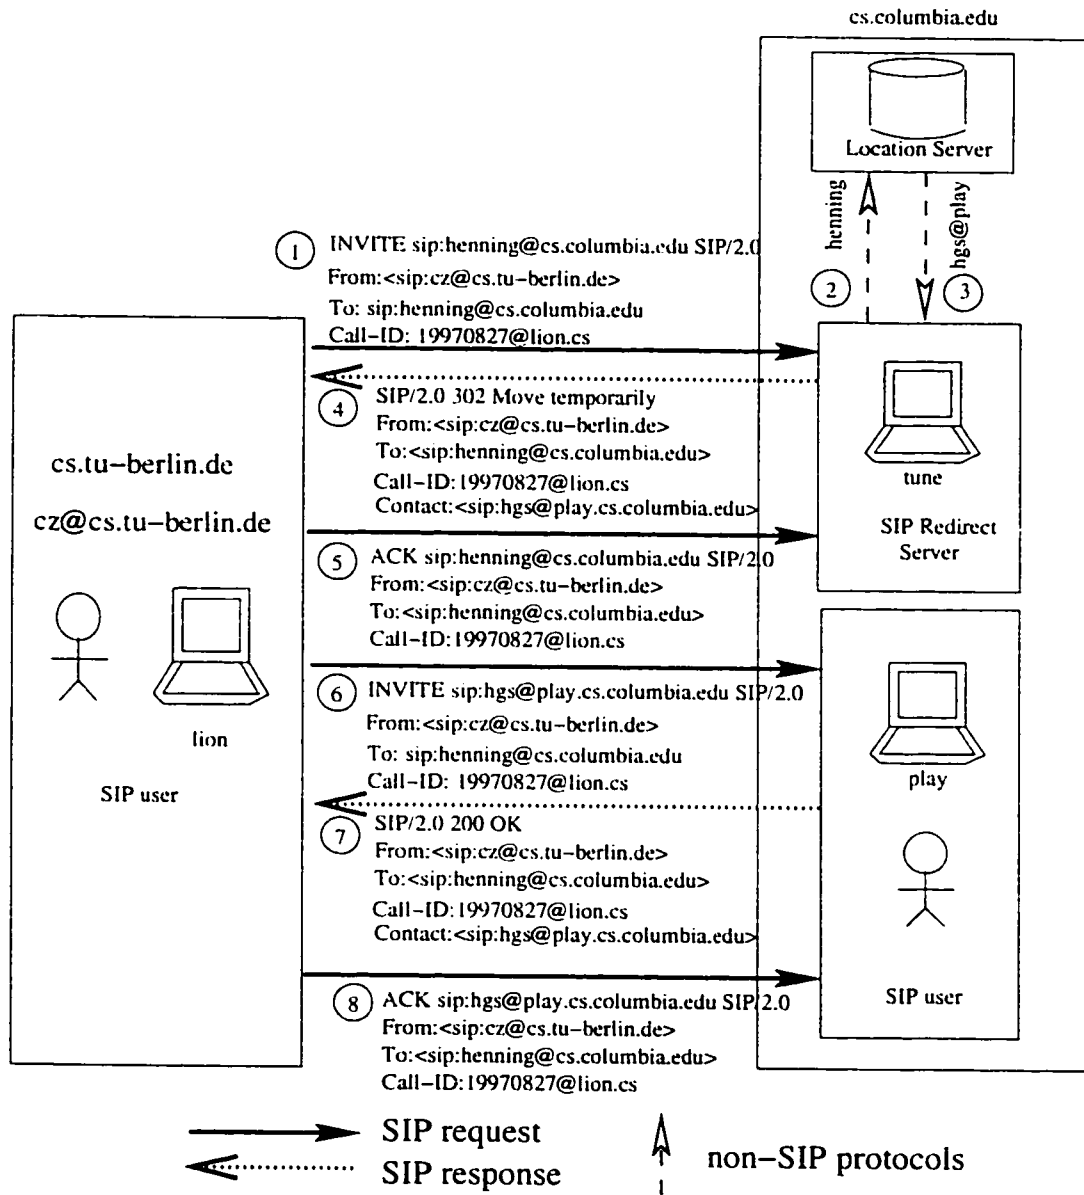 cs.columbia.edu
Location Server
henning
hgs@play
2
3
1
INVITE sip:henning@cs.columbia.edu SIP/2.0
From:<sip:cz@cs.tu-berlin.de>
To: sip:henning@cs.columbia.edu
Call-ID: 19970827@lion.cs
4
SIP/2.0 302 Move temporarily
From:<sip:cz@cs.tu-berlin.de>
To:<sip:henning@cs.columbia.edu>
Call-ID:19970827@lion.cs
Contact:<sip:hgs@play.cs.columbia.edu>
tune
SIP Redirect
Server
cs.tu-berlin.de
cz@cs.tu-berlin.de
lion
SIP user
5
ACK sip:henning@cs.columbia.edu SIP/2.0
From:<sip:cz@cs.tu-berlin.de>
To:<sip:henning@cs.columbia.edu>
Call-ID:19970827@lion.cs
6
INVITE sip:hgs@play.cs.columbia.edu SIP/2.0
From:<sip:cz@cs.tu-berlin.de>
To: sip:henning@cs.columbia.edu
Call-ID: 19970827@lion.cs
play
7
SIP/2.0 200 OK
From:<sip:cz@cs.tu-berlin.de>
To:<sip:henning@cs.columbia.edu>
Call-ID:19970827@lion.cs
Contact:<sip:hgs@play.cs.columbia.edu>
SIP user
8
ACK sip:hgs@play.cs.columbia.edu SIP/2.0
From:<sip:cz@cs.tu-berlin.de>
To:<sip:henning@cs.columbia.edu>
Call-ID:19970827@lion.cs
SIP request
SIP response
non-SIP protocols